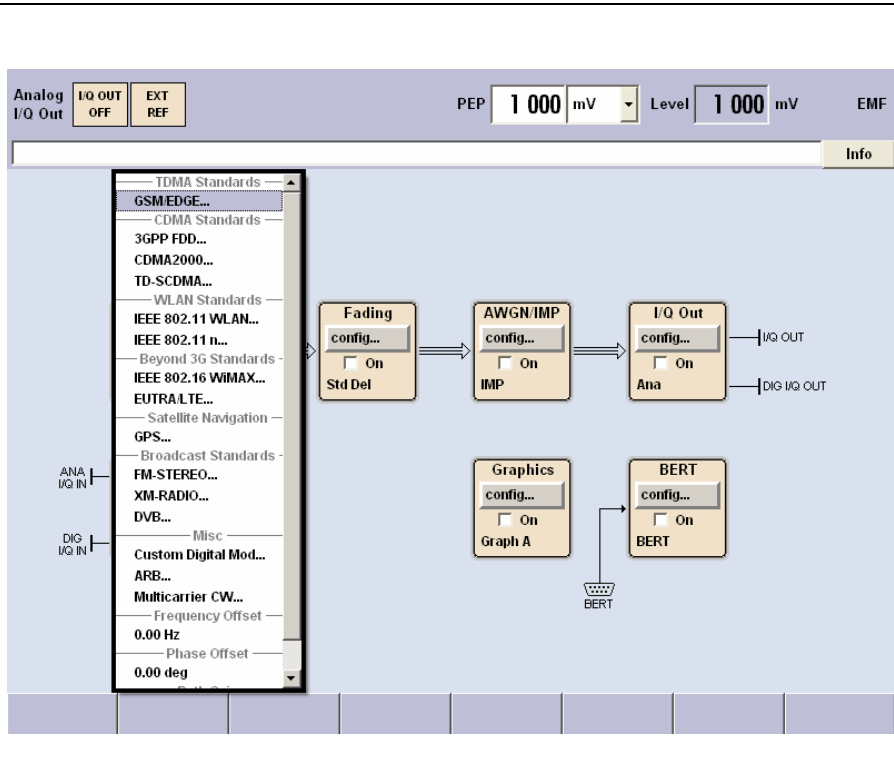 Analog I/Q Out
I/Q OUT OFF
EXT REF
PEP 1 000 mV Level 1 000 mV EMF
Info
TDMA Standards
GSM/EDGE...
CDMA Standards
3GPP FDD...
CDMA2000...
TD-SCDMA...
WLAN Standards
IEEE 802.11 WLAN...
IEEE 802.11 n...
Beyond 3G Standards
IEEE 802.16 WiMAX...
EUTRA/LTE...
Satellite Navigation
GPS...
Broadcast Standards
FM-STEREO...
XM-RADIO...
DVB...
Misc
Custom Digital Mod...
ARB...
Multicarrier CW...
Frequency Offset
0.00 Hz
Phase Offset
0.00 deg
Fading
config...
On
Std Del
AWGN/IMP
config...
On
IMP
I/Q Out
config...
On
Ana
I/Q OUT
DIG I/Q OUT
ANA
I/Q IN
DIG
I/Q IN
Graphics
config...
On
Graph A
BERT
config...
On
BERT
BERT